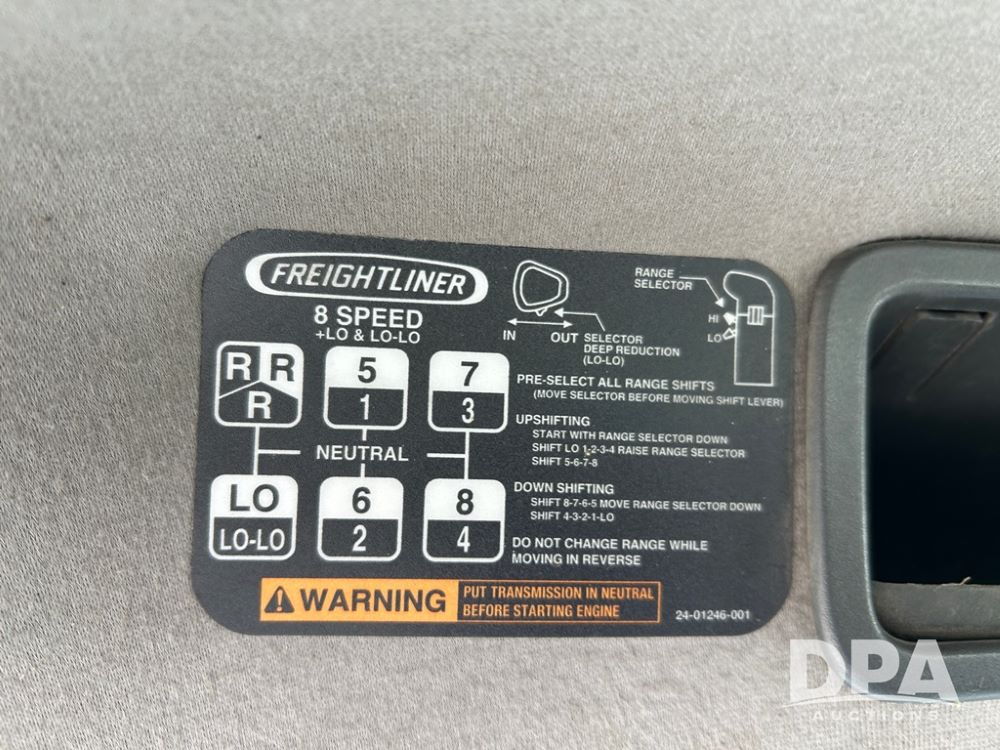 FREIGHTLINER
8 SPEED
+LO & LO-LO
R R
R
5
1
7
3
NEUTRAL
LO
LO-LO
6
2
8
4
IN OUT
SELECTOR
DEEP REDUCTION
(LO-LO)
RANGE
SELECTOR
HI
LO
PRE-SELECT ALL RANGE SHIFTS
(MOVE SELECTOR BEFORE MOVING SHIFT LEVER)
UPSHIFTING
START WITH RANGE SELECTOR DOWN
SHIFT LO 1-2-3-4 RAISE RANGE SELECTOR
SHIFT 5-6-7-8
DOWN SHIFTING
SHIFT 8-7-6-5 MOVE RANGE SELECTOR DOWN
SHIFT 4-3-2-1-LO
DO NOT CHANGE RANGE WHILE
MOVING IN REVERSE
WARNING
PUT TRANSMISSION IN NEUTRAL
BEFORE STARTING ENGINE
24-01246-001
DPA
AUCTIONS